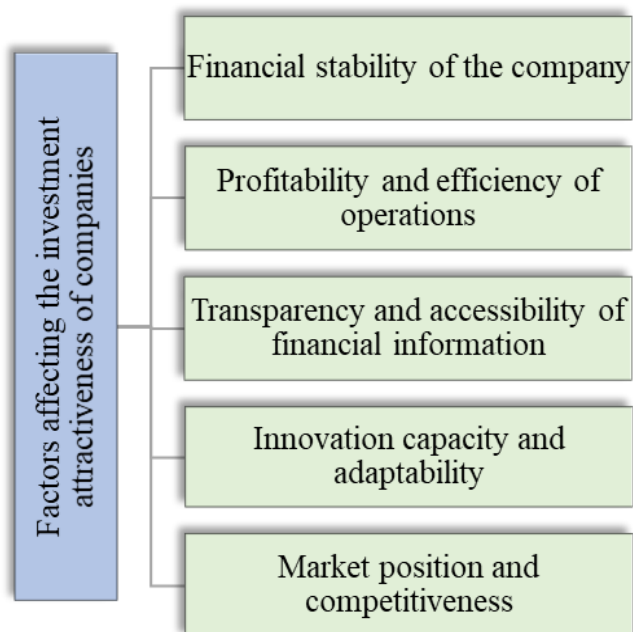 Factors affecting the investment
attractiveness of companies
Financial stability of the company
Profitability and efficiency of
operations
Transparency and accessibility of
financial information
Innovation capacity and
adaptability
Market position and
competitiveness